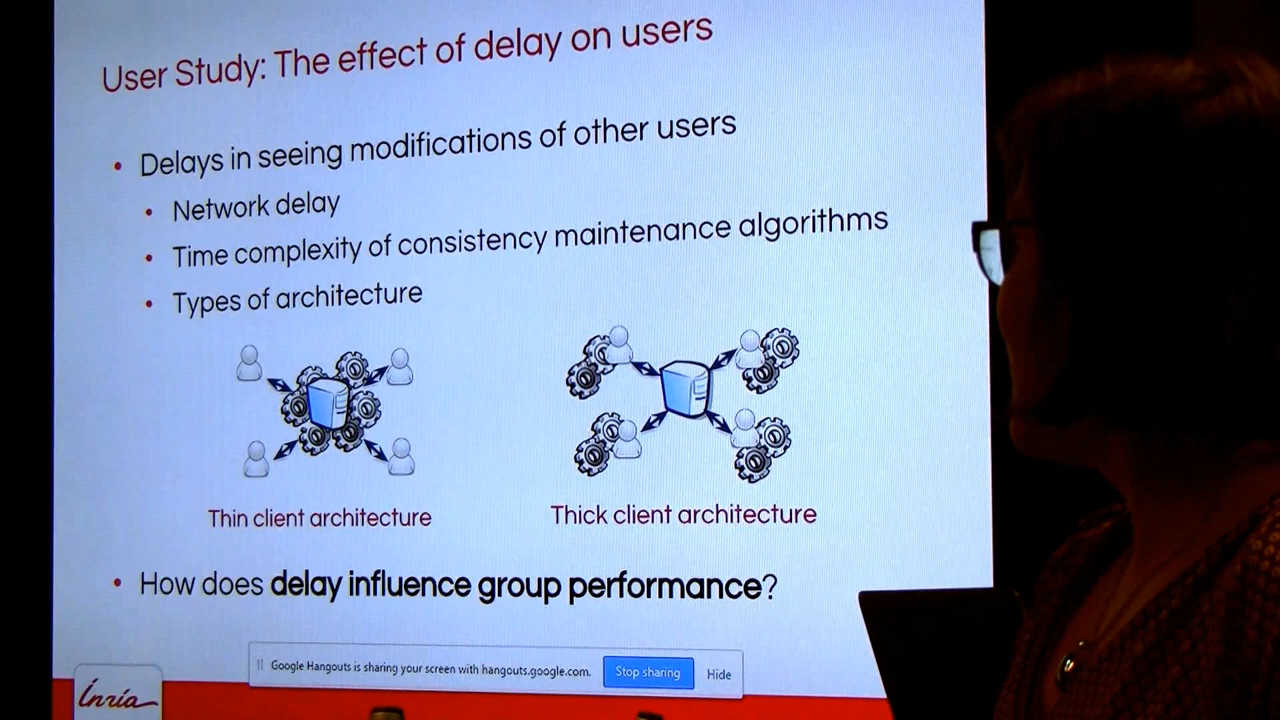 User Study: The effect of delay on users
• Delays in seeing modifications of other users
• Network delay
• Time complexity of consistency maintenance algorithms
• Types of architecture
Thin client architecture
Thick client architecture
• How does delay influence group performance?
Google Hangouts is sharing your screen with hangouts.google.com.
Stop sharing
Hide
Inria